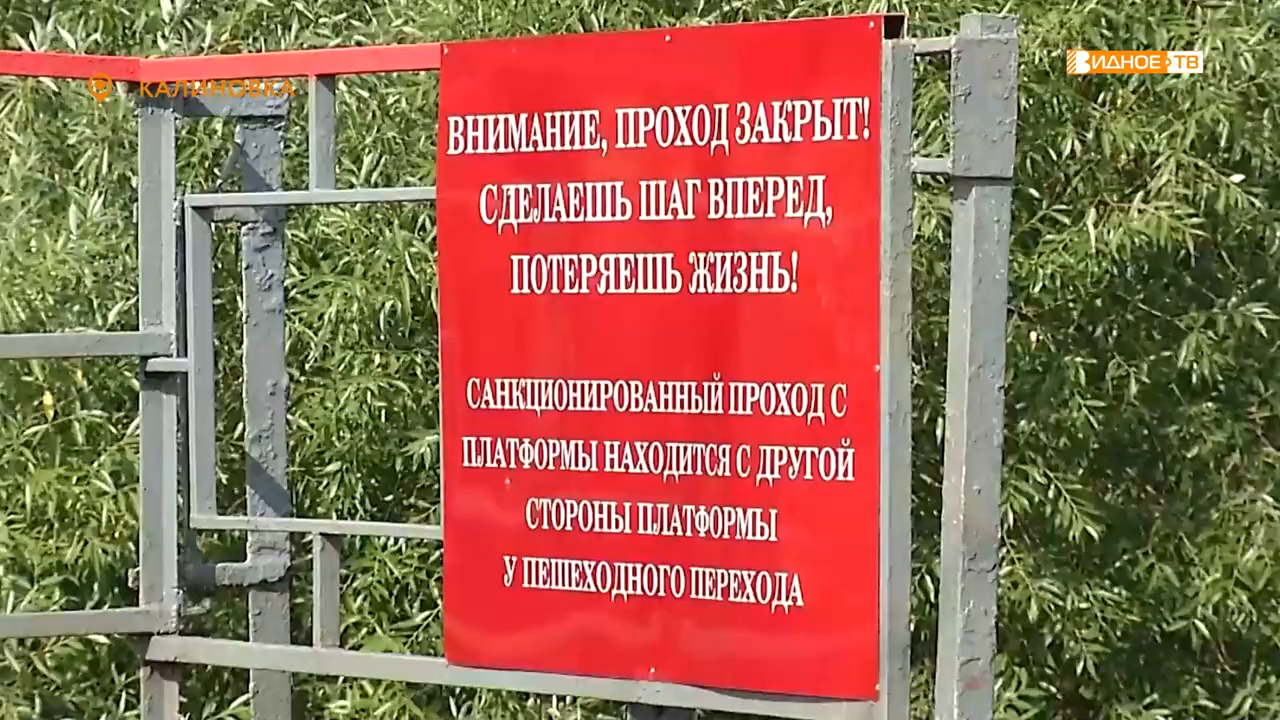 КАЛИНОВКА
ВИДНОЕ ТВ
ВНИМАНИЕ, ПРОХОД ЗАКРЫТ!
СДЕЛАЕШЬ ШАГ ВПЕРЕД,
ПОТЕРЯЕШЬ ЖИЗНЬ!
САНКЦИОНИРОВАННЫЙ ПРОХОД С
ПЛАТФОРМЫ НАХОДИТСЯ С ДРУГОЙ
СТОРОНЫ ПЛАТФОРМЫ
У ПЕШЕХОДНОГО ПЕРЕХОДА